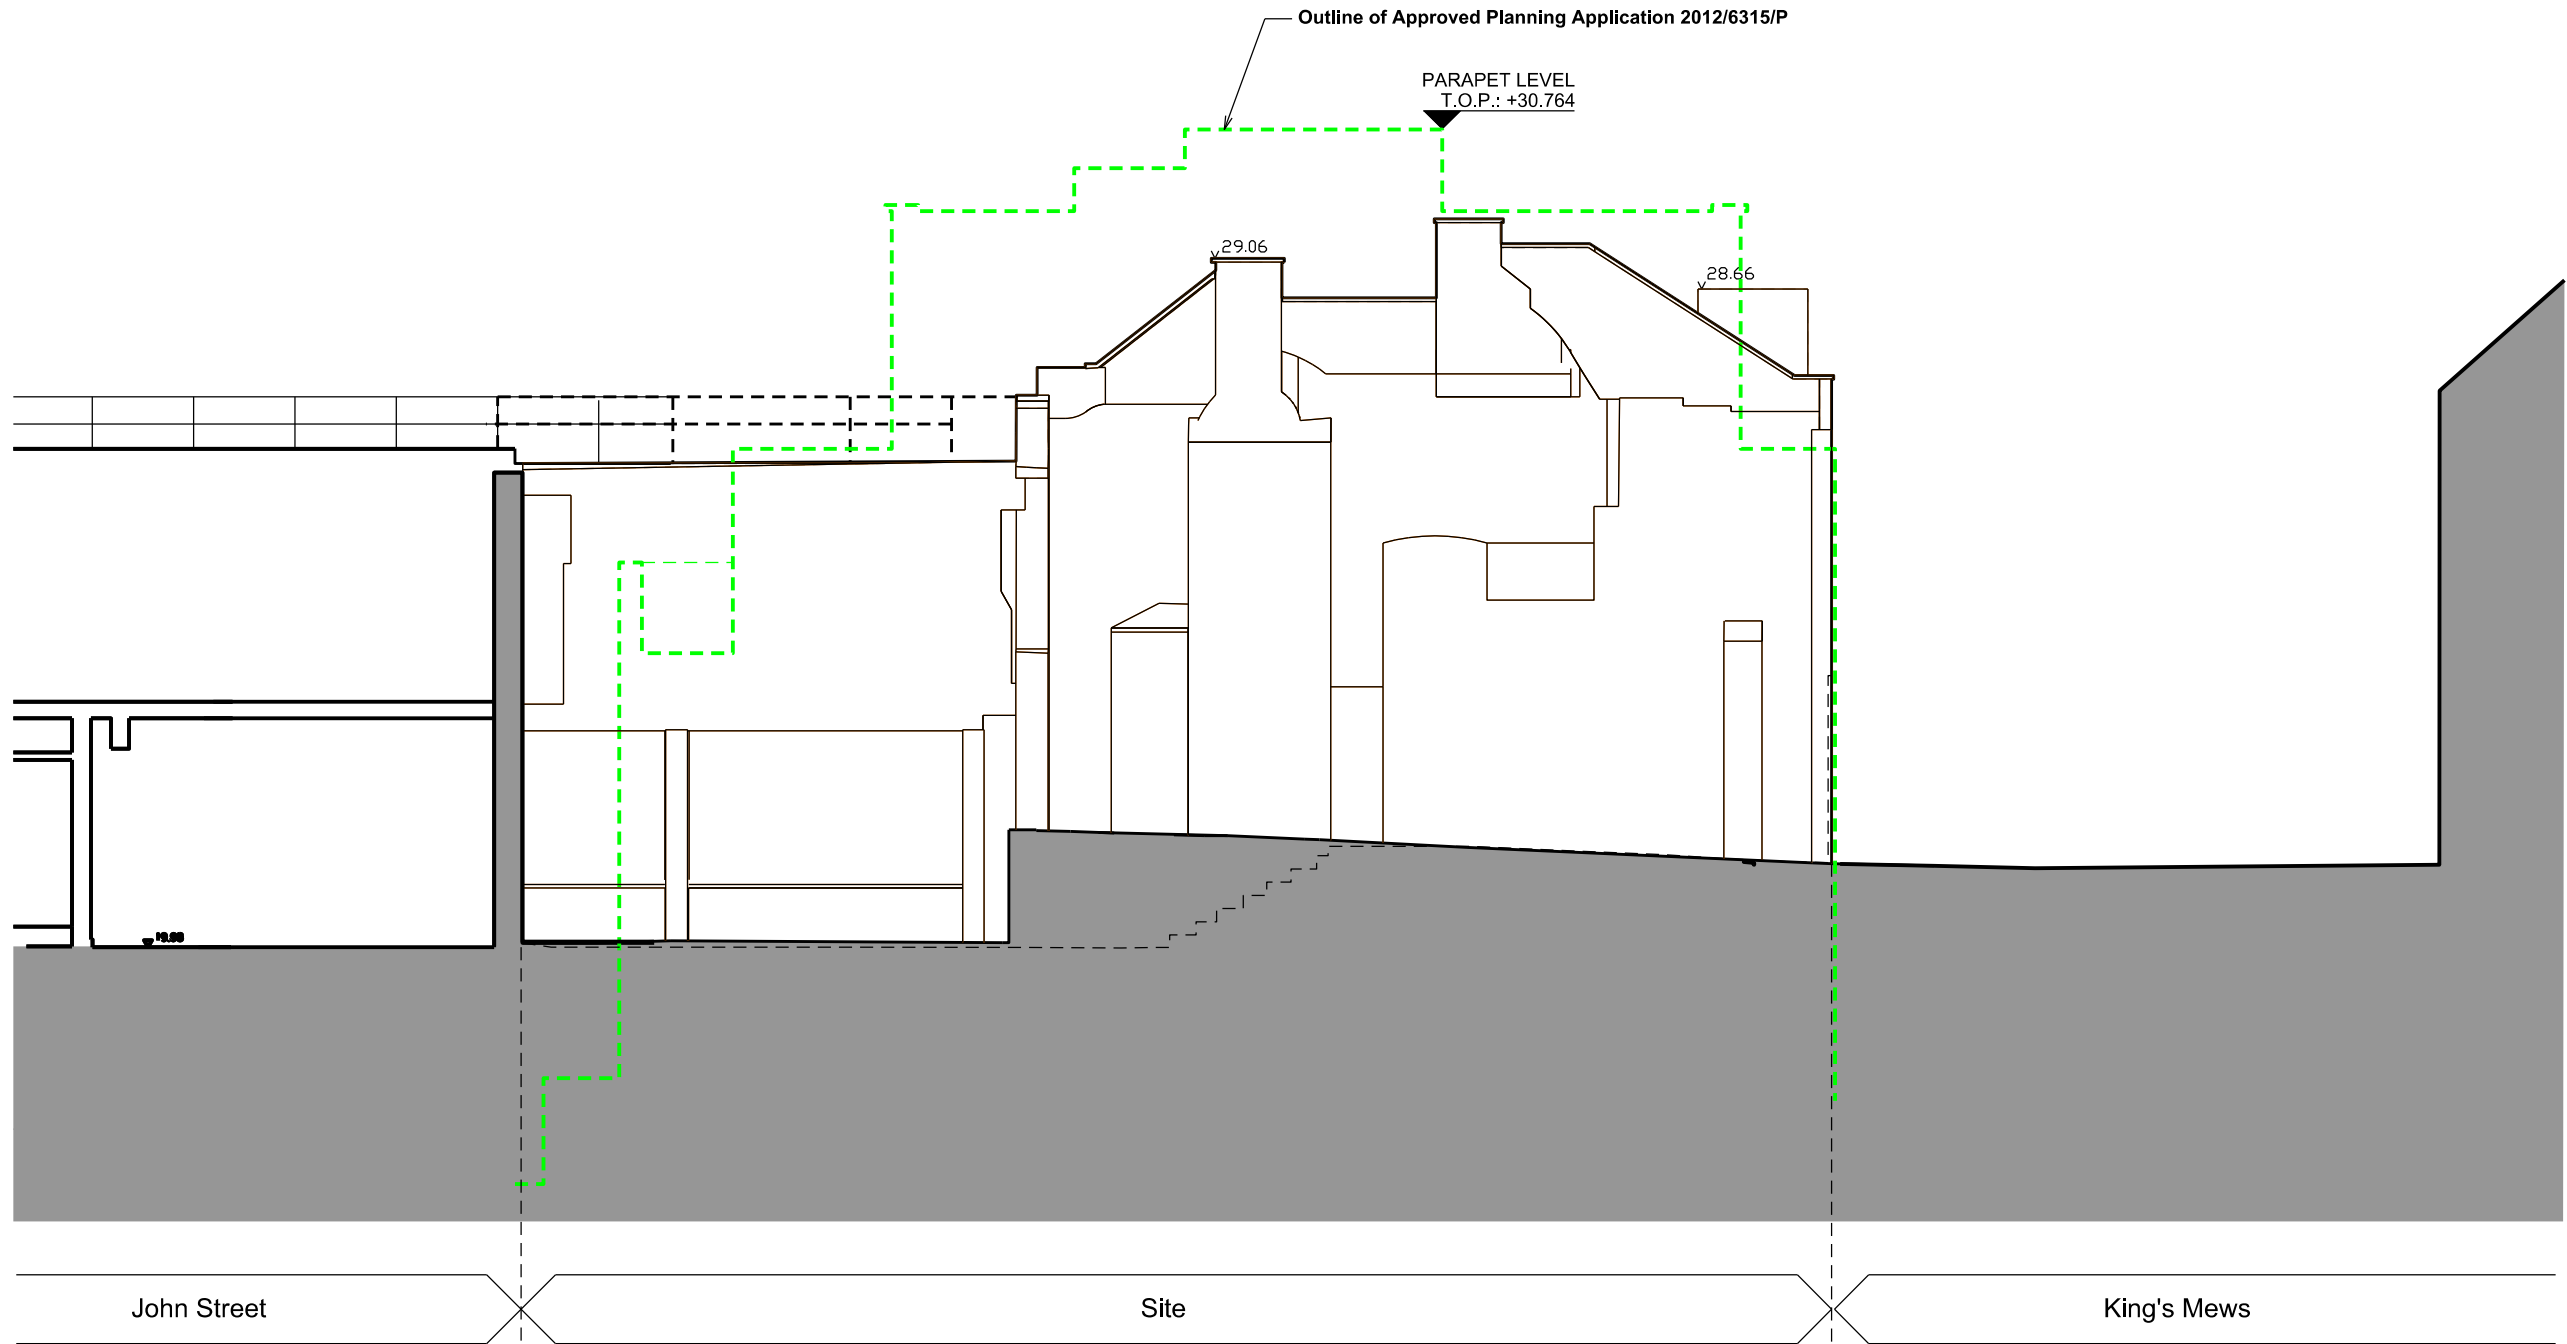 Outline of Approved Planning Application 2012/6315/P
PARAPET LEVEL
T.O.P.: +30.764
29.06
28.66
John Street
Site
King's Mews